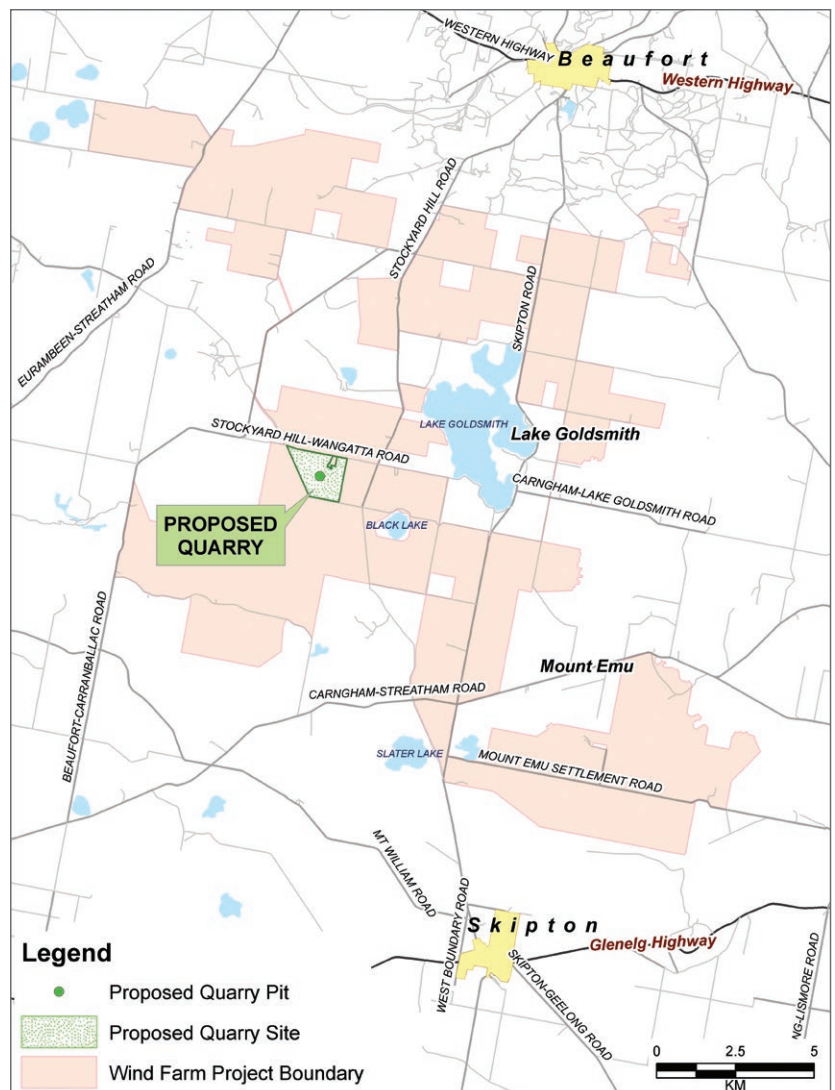 WESTERN HIGHWAY
Beaufort
Western Highway
STOCKYARD HILL ROAD
SKIPTON ROAD
EURAMBEEN-STREATHAM ROAD
STOCKYARD HILL-WANGATTA ROAD
LAKE GOLDSMITH
Lake Goldsmith
CARNGHAM-LAKE GOLDSMITH ROAD
PROPOSED
QUARRY
BLACK LAKE
BEAUFORT-CARRANBALLAC ROAD
Mount Emu
CARNGHAM-STREATHAM ROAD
SLATER LAKE
MOUNT EMU SETTLEMENT ROAD
MT WILLIAM ROAD
WEST BOUNDARY ROAD
Skipton
Glenelg Highway
SKIPTON-GEELONG ROAD
NG-LISMORE ROAD
Legend
Proposed Quarry Pit
Proposed Quarry Site
Wind Farm Project Boundary
0 2.5 5
KM